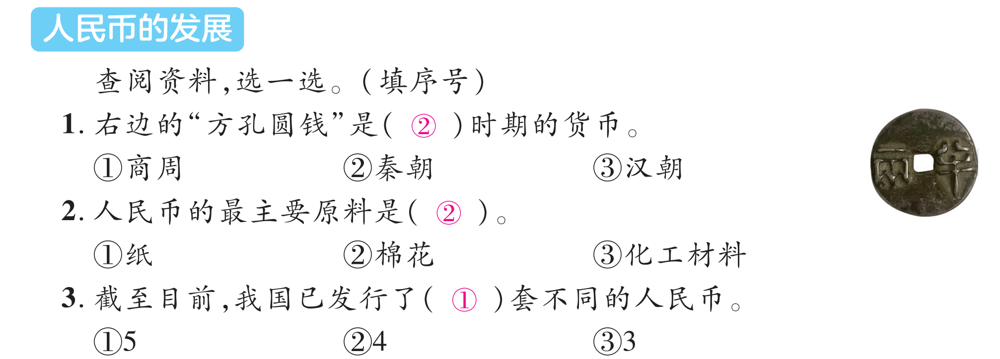 人民币的发展
查阅资料,选一选。(填序号)
1. 右边的“方孔圆钱”是( ② )时期的货币。
①商周 ②秦朝 ③汉朝
半两
2. 人民币的最主要原料是( ② )。
①纸 ②棉花 ③化工材料
3. 截至目前,我国已发行了( ① )套不同的人民币。
①5 ②4 ③3